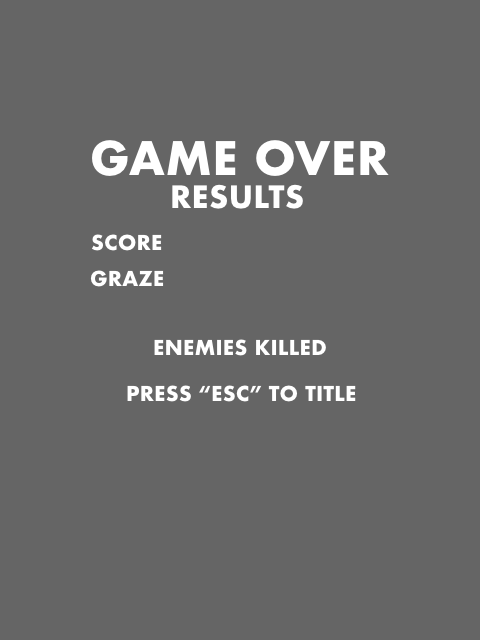 GAME OVER
RESULTS
SCORE
GRAZE
ENEMIES KILLED
PRESS “ESC” TO TITLE